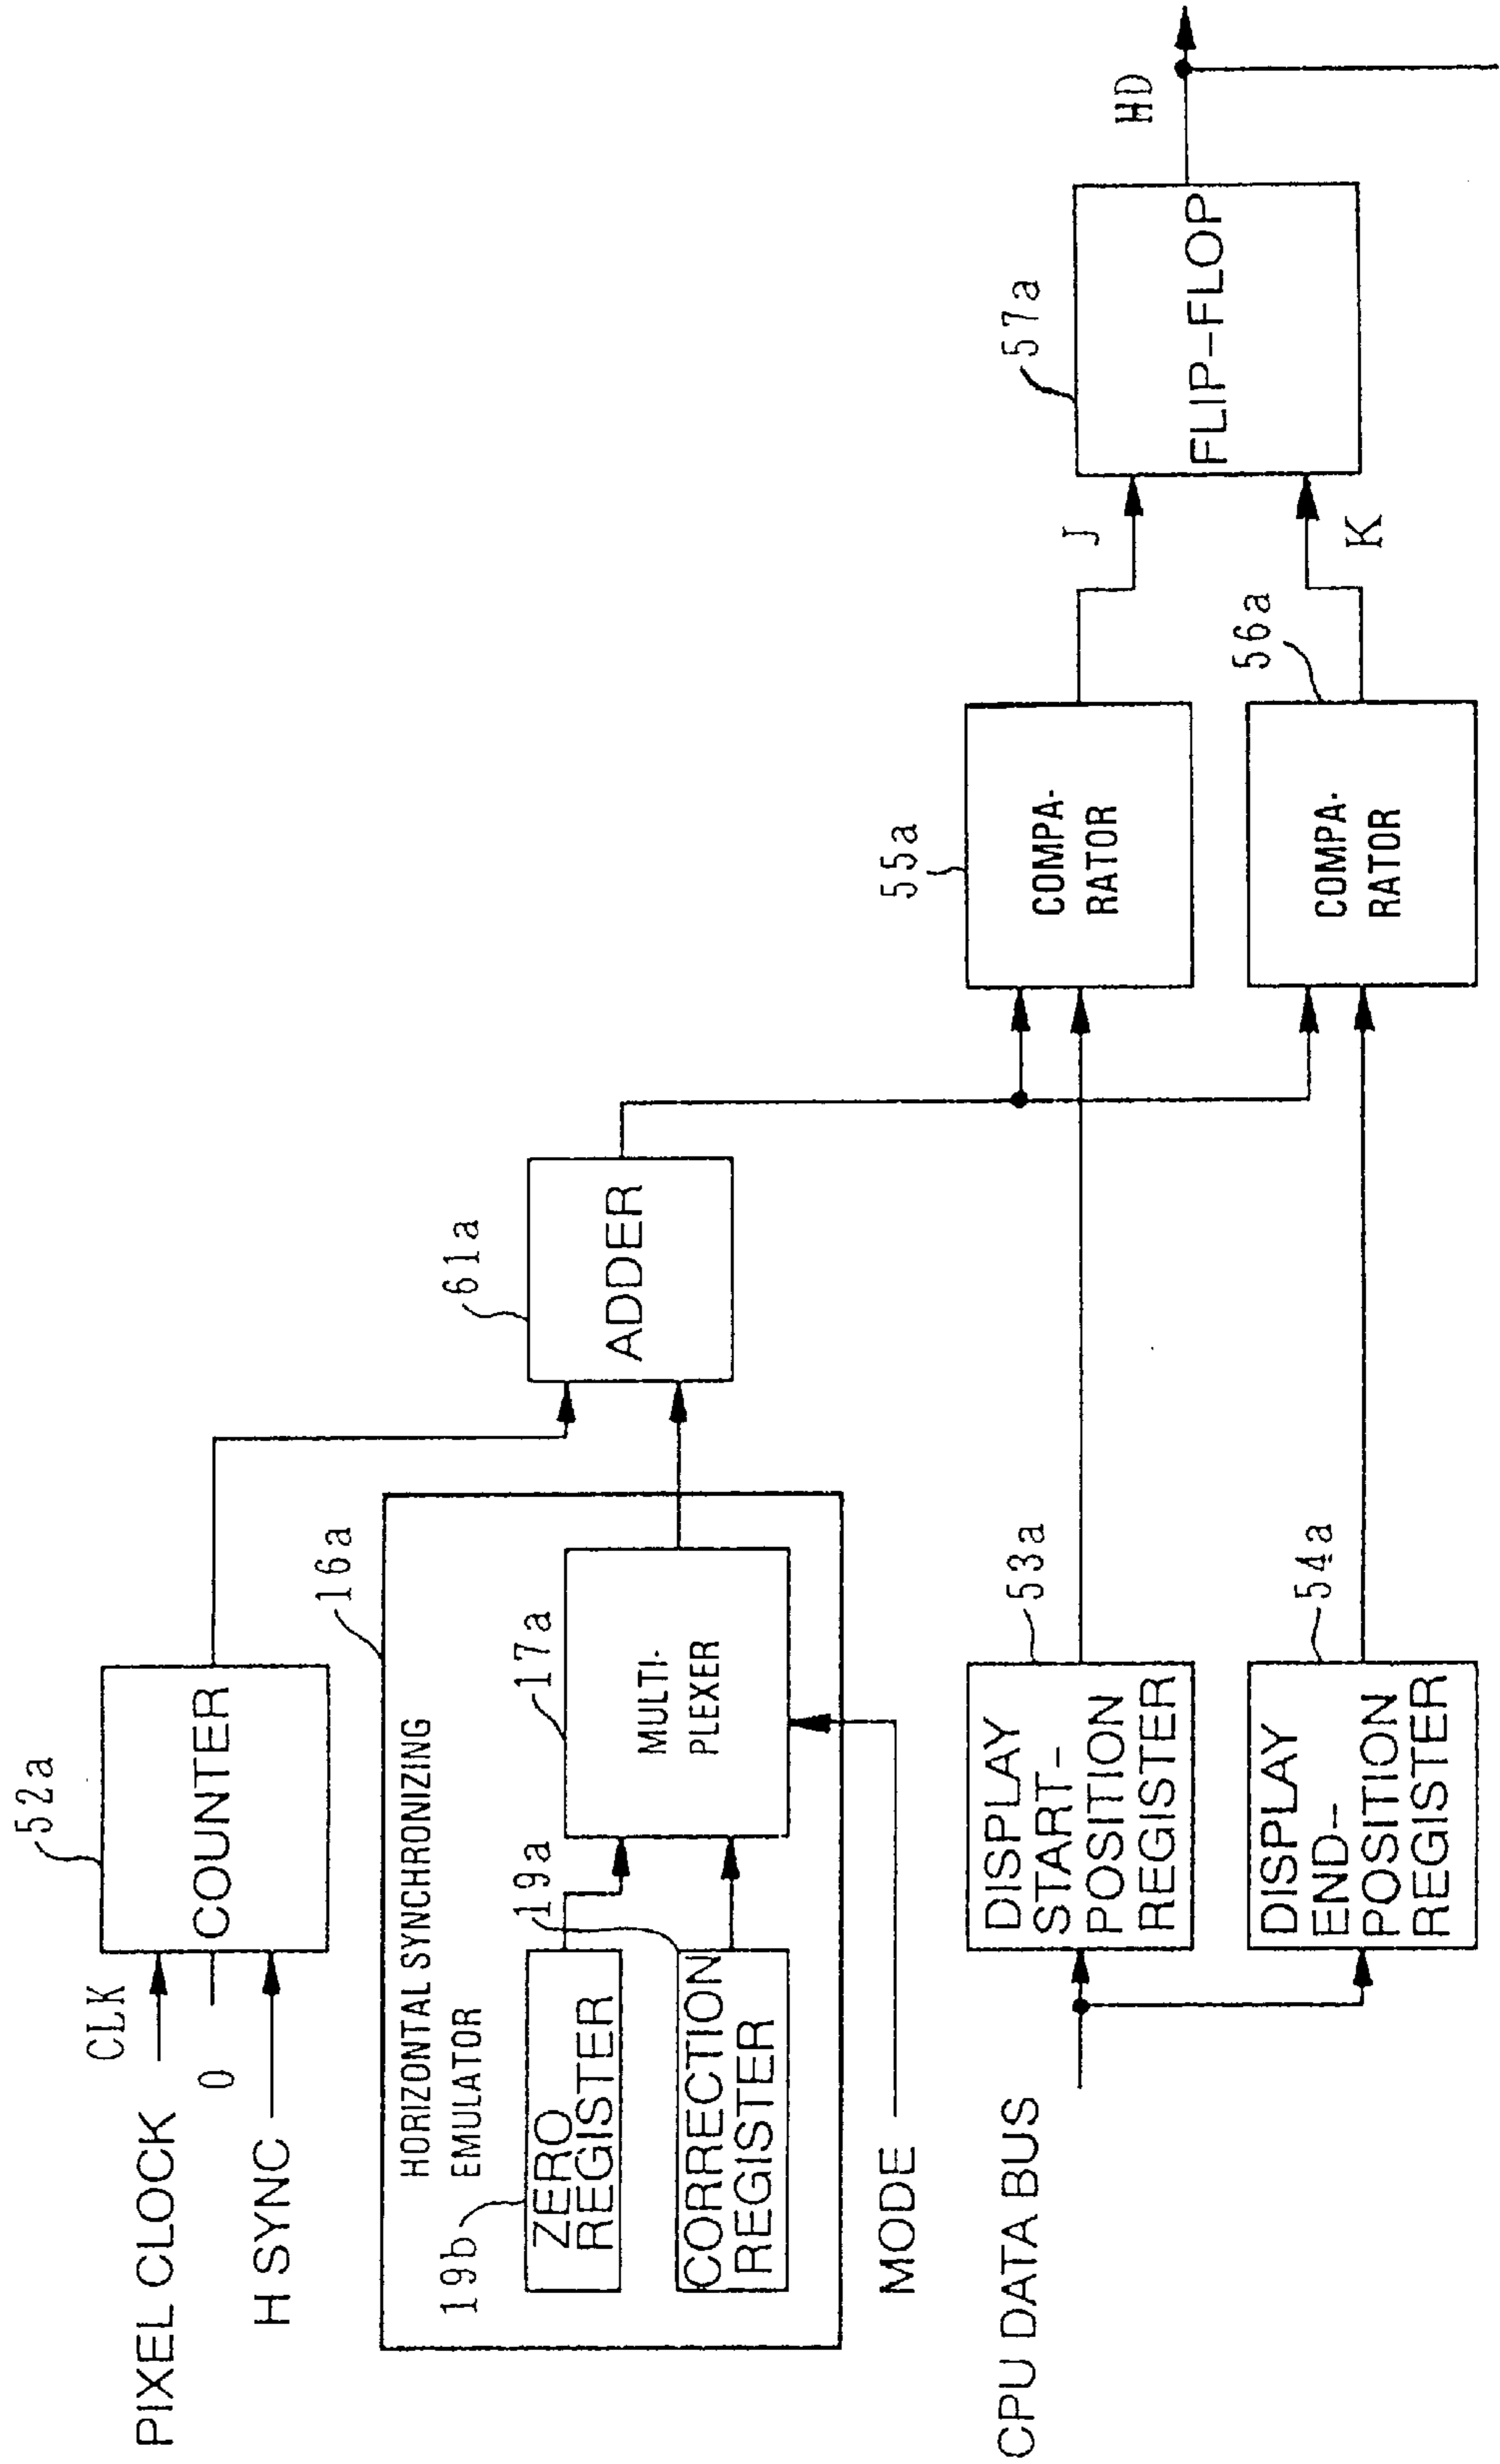 PIXEL CLOCK
CLK
0
H SYNC
52a
COUNTER
16a
HORIZONTAL SYNCHRONIZING
EMULATOR
19b
ZERO
REGISTER
19a
CORRECTION
REGISTER
17a
MULTI-
PLEXER
MODE
61a
ADDER
CPU DATA BUS
53a
DISPLAY
START-
POSITION
REGISTER
54a
DISPLAY
END-
POSITION
REGISTER
55a
COMPA-
RATOR
56a
COMPA-
RATOR
J
K
57a
FLIP-FLOP
HD